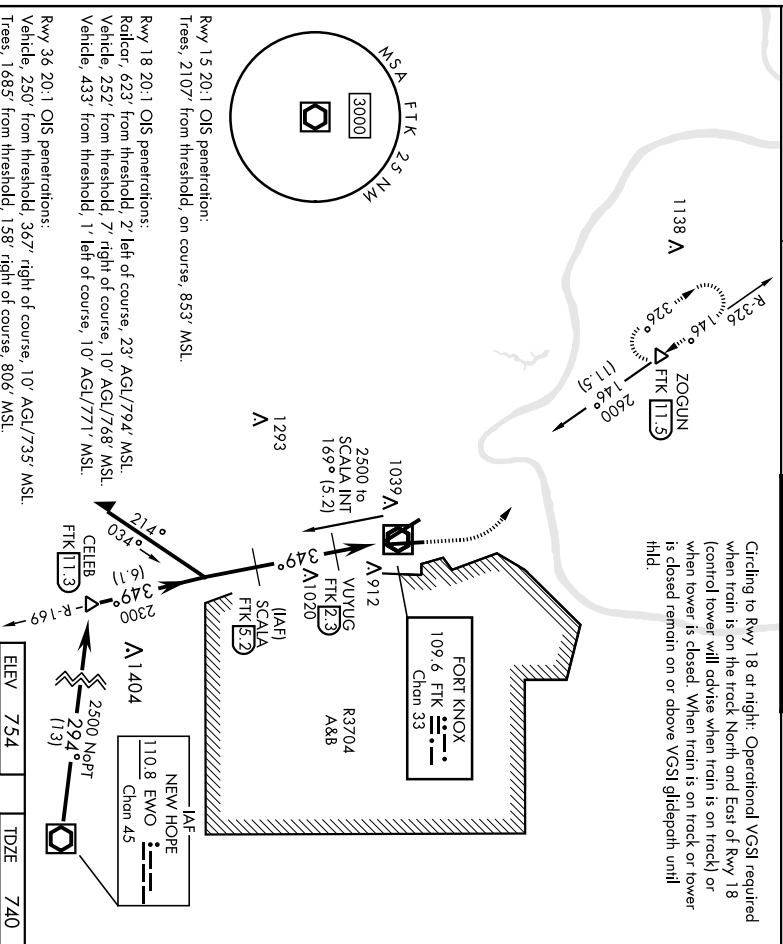 Circling to Rwy 18 at night: Operational VGSI required
when train is on the track North and East of Rwy 18
(control tower will advise when train is on track) or
when tower is closed. When train is on track or tower
is closed remain on or above VGSI glidepath until
thld.
R-326
146°
326°
ZOGUN
FTK 11.5
2600
146°
(11.5)
1138
MSA FTK 25 NM
3000
1039
2500 to
SCALA INT
169° (5.2)
1293
349°
912
VUYUG
FTK 2.3
1020
(IAF)
SCALA
FTK 5.2
FORT KNOX
109.6 FTK
Chan 33
R3704
A&B
214°
034°
CELEB
FTK 11.3
2300
349°
(6.1)
R-169
1404
2500 NoPT
294°
(13)
IAF
NEW HOPE
110.8 EWO
Chan 45
Rwy 15 20:1 OIS penetration:
Trees, 2107' from threshold, on course, 853' MSL.
Rwy 18 20:1 OIS penetrations:
Railcar, 623' from threshold, 2' left of course, 23' AGL/794' MSL.
Vehicle, 252' from threshold, 7' right of course, 10' AGL/768' MSL.
Vehicle, 433' from threshold, 1' left of course, 10' AGL/771' MSL.
Rwy 36 20:1 OIS penetrations:
Vehicle, 250' from threshold, 367' right of course, 10' AGL/735' MSL.
Trees, 1685' from threshold, 158' right of course, 806' MSL.
ELEV 754
TDZE 740